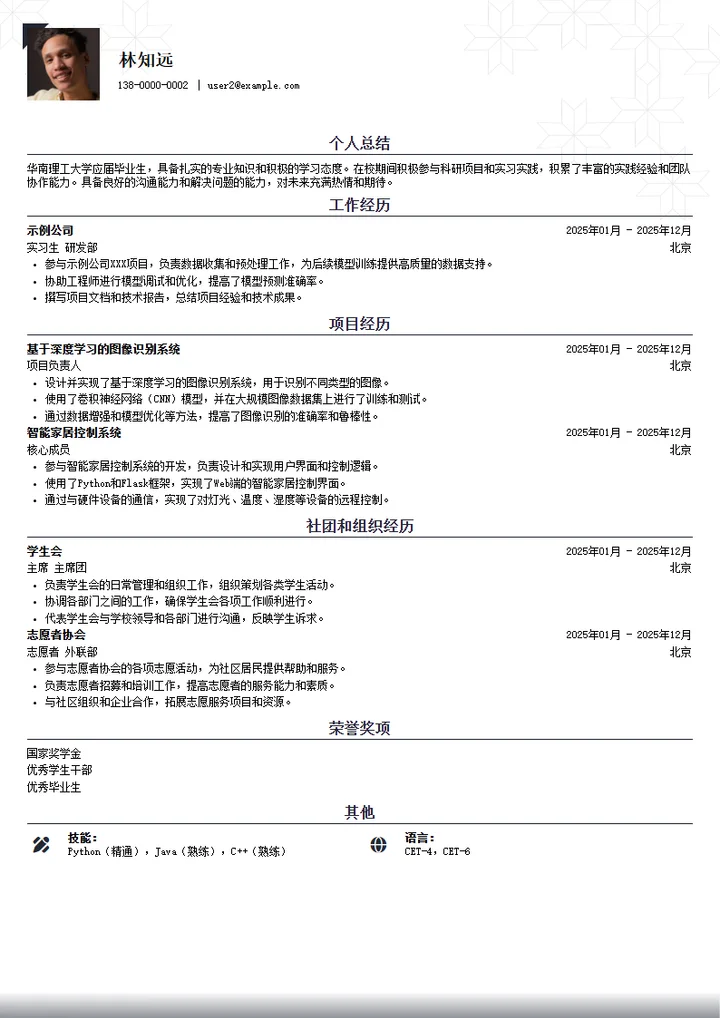 林知远
138-0000-0002 | user2@example.com
个人总结
华南理工大学应届毕业生，具备扎实的专业知识和积极的学习态度。在校期间积极参与科研项目和实习实践，积累了丰富的实践经验和团队
协作能力。具备良好的沟通能力和解决问题的能力，对未来充满热情和期待。
工作经历
示例公司 2025年01月 - 2025年12月
实习生 研发部 北京
• 参与示例公司XXX项目，负责数据收集和预处理工作，为后续模型训练提供高质量的数据支持。
• 协助工程师进行模型调试和优化，提高了模型预测准确率。
• 撰写项目文档和技术报告，总结项目经验和技术成果。
项目经历
基于深度学习的图像识别系统 2025年01月 - 2025年12月
项目负责人 北京
• 设计并实现了基于深度学习的图像识别系统，用于识别不同类型的图像。
• 使用了卷积神经网络（CNN）模型，并在大规模图像数据集上进行了训练和测试。
• 通过数据增强和模型优化等方法，提高了图像识别的准确率和鲁棒性。
智能家居控制系统 2025年01月 - 2025年12月
核心成员 北京
• 参与智能家居控制系统的开发，负责设计和实现用户界面和控制逻辑。
• 使用了Python和Flask框架，实现了Web端的智能家居控制界面。
• 通过与硬件设备的通信，实现了对灯光、温度、湿度等设备的远程控制。
社团和组织经历
学生会 2025年01月 - 2025年12月
主席 主席团 北京
• 负责学生会的日常管理和组织工作，组织策划各类学生活动。
• 协调各部门之间的工作，确保学生会各项工作顺利进行。
• 代表学生会与学校领导和各部门进行沟通，反映学生诉求。
志愿者协会 2025年01月 - 2025年12月
志愿者 外联部 北京
• 参与志愿者协会的各项志愿活动，为社区居民提供帮助和服务。
• 负责志愿者招募和培训工作，提高志愿者的服务能力和素质。
• 与社区组织和企业合作，拓展志愿服务项目和资源。
荣誉奖项
国家奖学金
优秀学生干部
优秀毕业生
其他
技能： 语言：
Python（精通），Java（熟练），C++（熟练） CET-4，CET-6